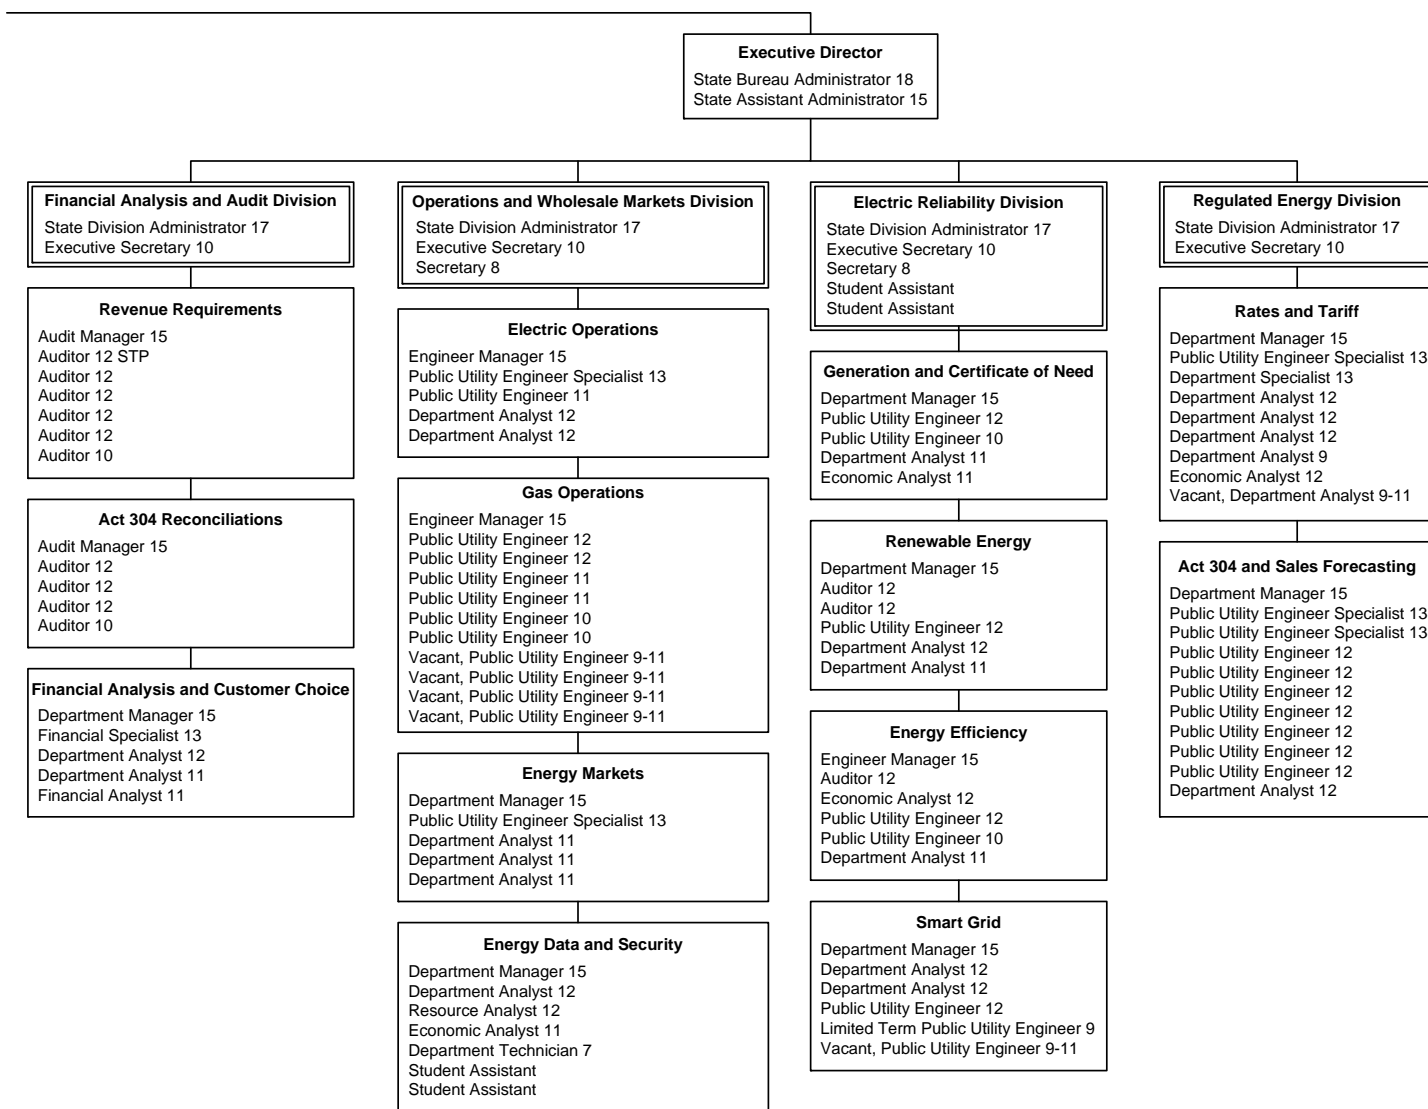 Executive Director
State Bureau Administrator 18
State Assistant Administrator 15
Financial Analysis and Audit Division
State Division Administrator 17
Executive Secretary 10
Revenue Requirements
Audit Manager 15
Auditor 12 STP
Auditor 12
Auditor 12
Auditor 12
Auditor 12
Auditor 10
Act 304 Reconciliations
Audit Manager 15
Auditor 12
Auditor 12
Auditor 12
Auditor 10
Financial Analysis and Customer Choice
Department Manager 15
Financial Specialist 13
Department Analyst 12
Department Analyst 11
Financial Analyst 11
Operations and Wholesale Markets Division
State Division Administrator 17
Executive Secretary 10
Secretary 8
Electric Operations
Engineer Manager 15
Public Utility Engineer Specialist 13
Public Utility Engineer 11
Department Analyst 12
Department Analyst 12
Gas Operations
Engineer Manager 15
Public Utility Engineer 12
Public Utility Engineer 12
Public Utility Engineer 11
Public Utility Engineer 11
Public Utility Engineer 10
Public Utility Engineer 10
Vacant, Public Utility Engineer 9-11
Vacant, Public Utility Engineer 9-11
Vacant, Public Utility Engineer 9-11
Vacant, Public Utility Engineer 9-11
Energy Markets
Department Manager 15
Public Utility Engineer Specialist 13
Department Analyst 11
Department Analyst 11
Department Analyst 11
Energy Data and Security
Department Manager 15
Department Analyst 12
Resource Analyst 12
Economic Analyst 11
Department Technician 7
Student Assistant
Student Assistant
Electric Reliability Division
State Division Administrator 17
Executive Secretary 10
Secretary 8
Student Assistant
Student Assistant
Generation and Certificate of Need
Department Manager 15
Public Utility Engineer 12
Public Utility Engineer 10
Department Analyst 11
Economic Analyst 11
Renewable Energy
Department Manager 15
Auditor 12
Auditor 12
Public Utility Engineer 12
Department Analyst 12
Department Analyst 11
Energy Efficiency
Engineer Manager 15
Auditor 12
Economic Analyst 12
Public Utility Engineer 12
Public Utility Engineer 10
Department Analyst 11
Smart Grid
Department Manager 15
Department Analyst 12
Department Analyst 12
Public Utility Engineer 12
Limited Term Public Utility Engineer 9
Vacant, Public Utility Engineer 9-11
Regulated Energy Division
State Division Administrator 17
Executive Secretary 10
Rates and Tariff
Department Manager 15
Public Utility Engineer Specialist 13
Department Specialist 13
Department Analyst 12
Department Analyst 12
Department Analyst 12
Department Analyst 9
Economic Analyst 12
Vacant, Department Analyst 9-11
Act 304 and Sales Forecasting
Department Manager 15
Public Utility Engineer Specialist 13
Public Utility Engineer Specialist 13
Public Utility Engineer 12
Public Utility Engineer 12
Public Utility Engineer 12
Public Utility Engineer 12
Public Utility Engineer 12
Public Utility Engineer 12
Public Utility Engineer 12
Department Analyst 12